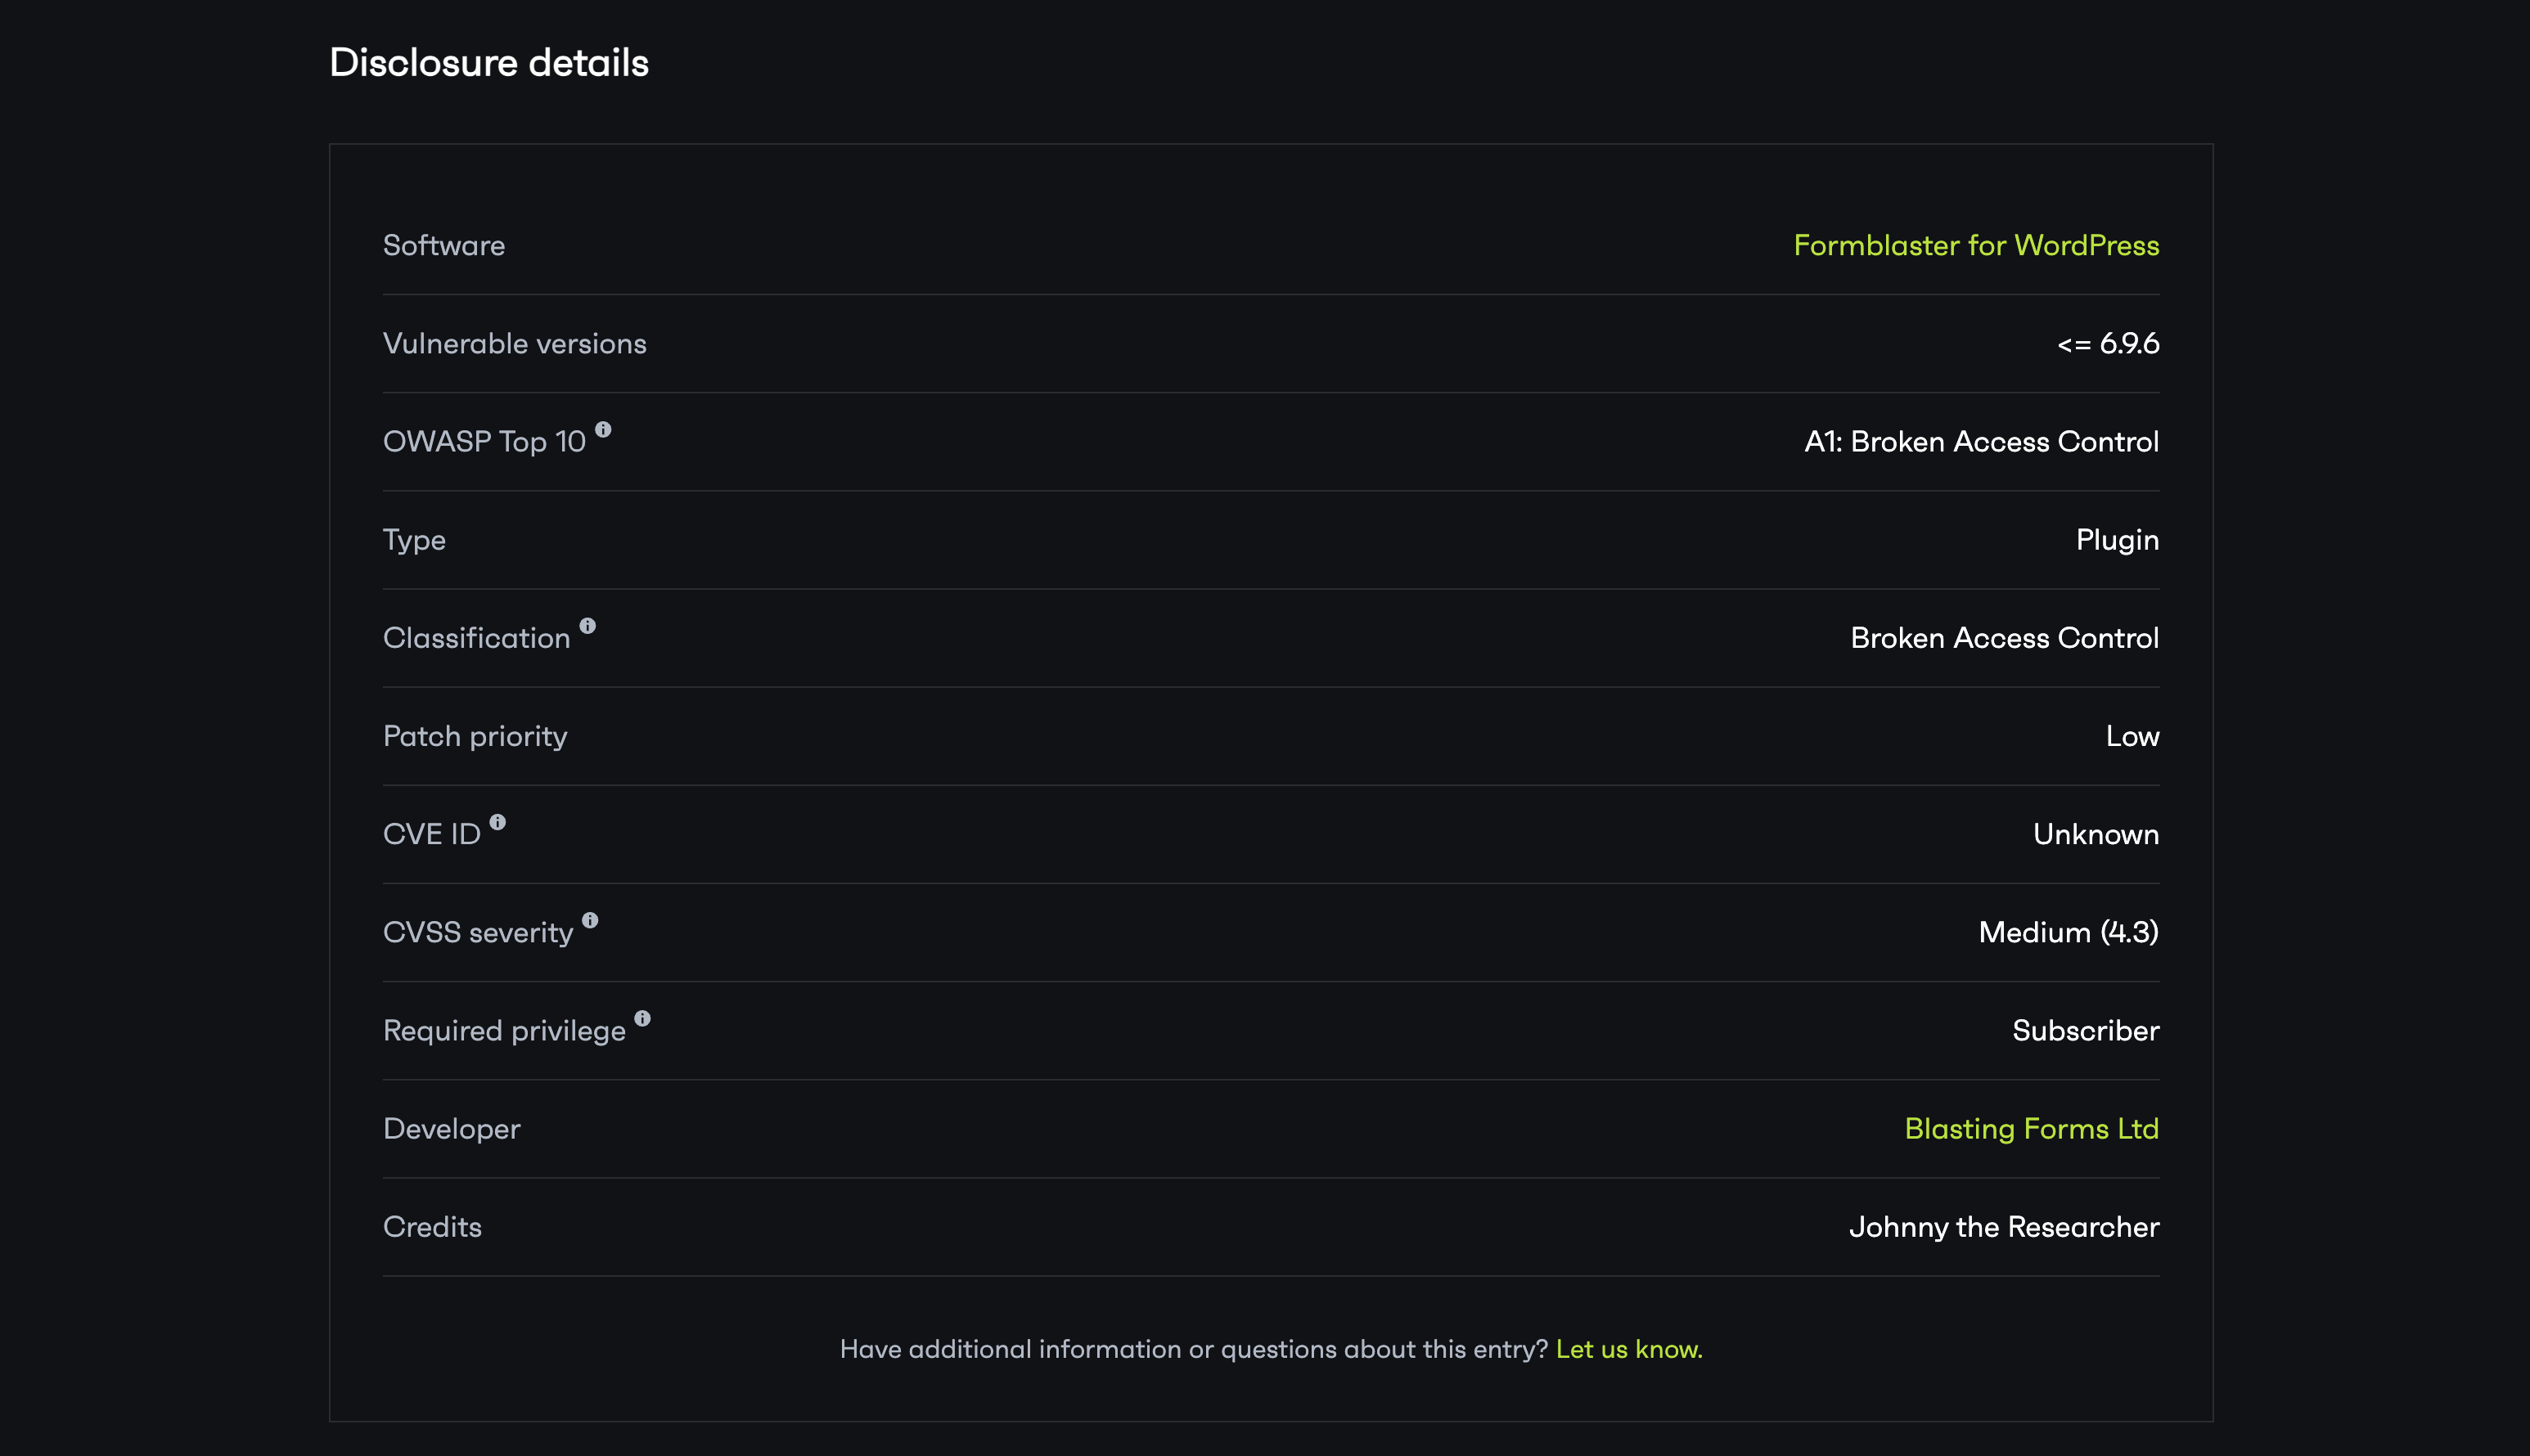 Disclosure details
Software Formblaster for WordPress
Vulnerable versions <= 6.9.6
OWASP Top 10 A1: Broken Access Control
Type Plugin
Classification Broken Access Control
Patch priority Low
CVE ID Unknown
CVSS severity Medium (4.3)
Required privilege Subscriber
Developer Blasting Forms Ltd
Credits Johnny the Researcher
Have additional information or questions about this entry? Let us know.